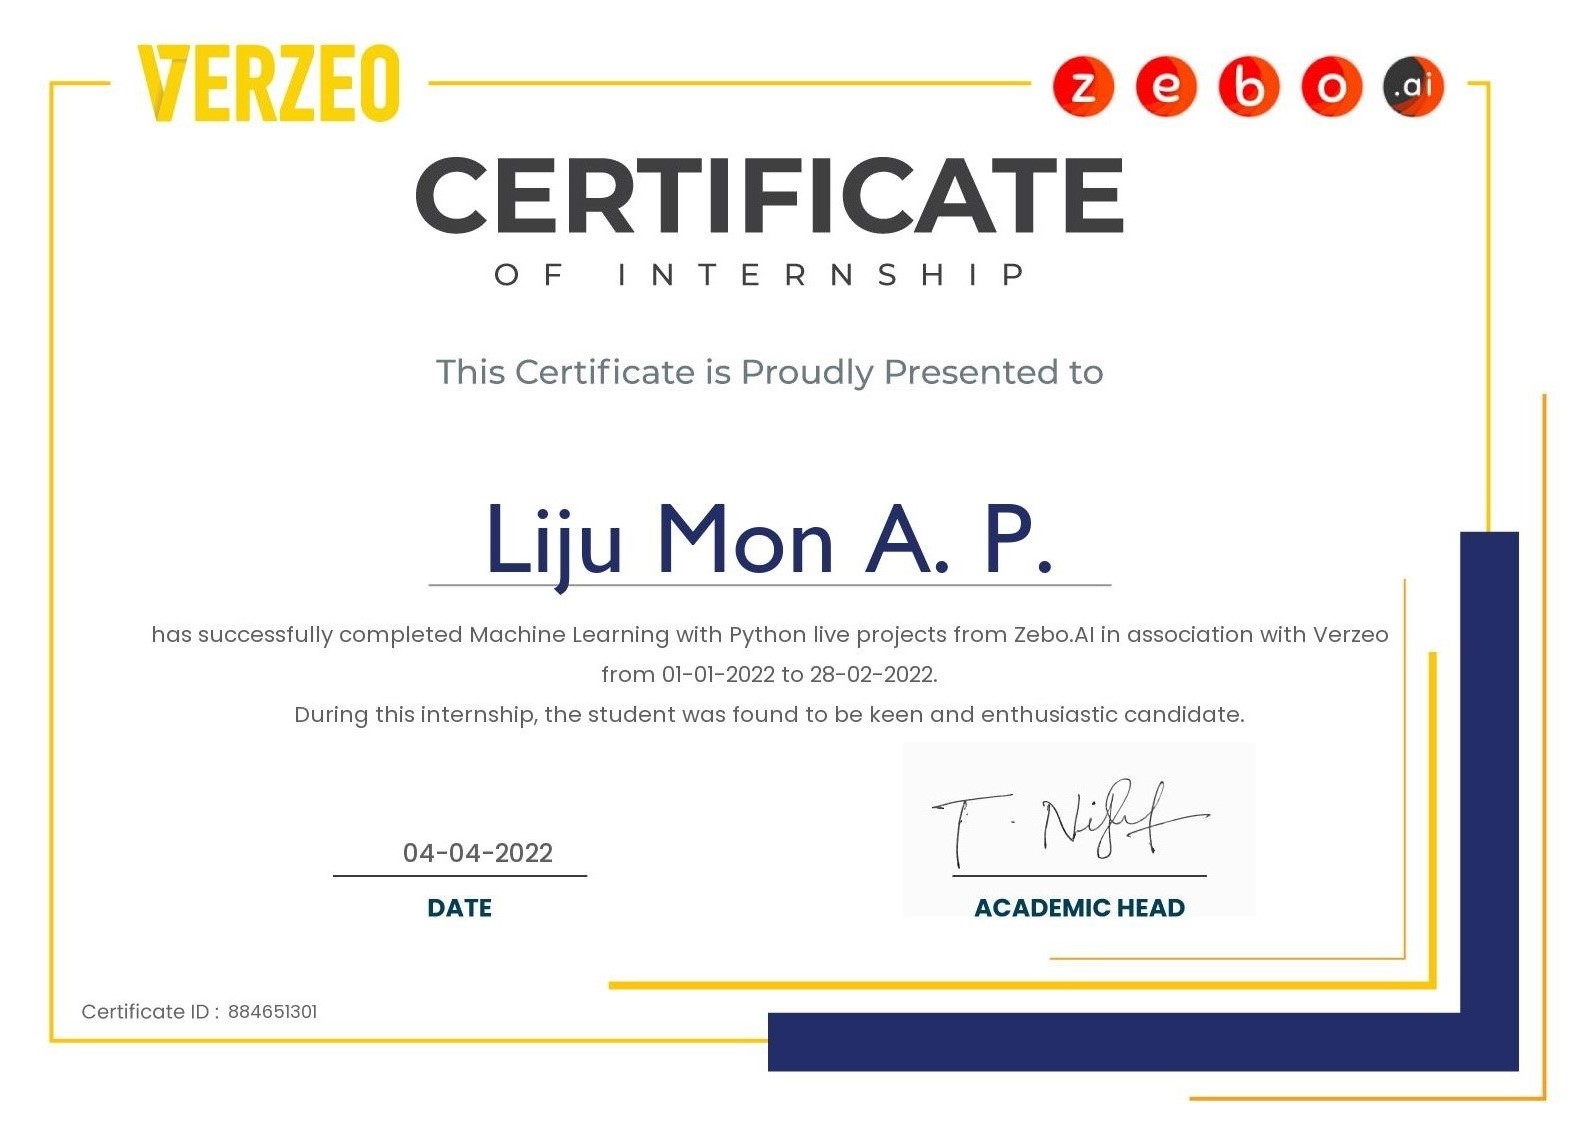 VERZEO
zebo.ai
CERTIFICATE
OF INTERNSHIP
This Certificate is Proudly Presented to
Liju Mon A. P.
has successfully completed Machine Learning with Python live projects from Zebo.AI in association with Verzeo
from 01-01-2022 to 28-02-2022.
During this internship, the student was found to be keen and enthusiastic candidate.
04-04-2022
DATE
T.
ACADEMIC HEAD
Certificate ID : 884651301